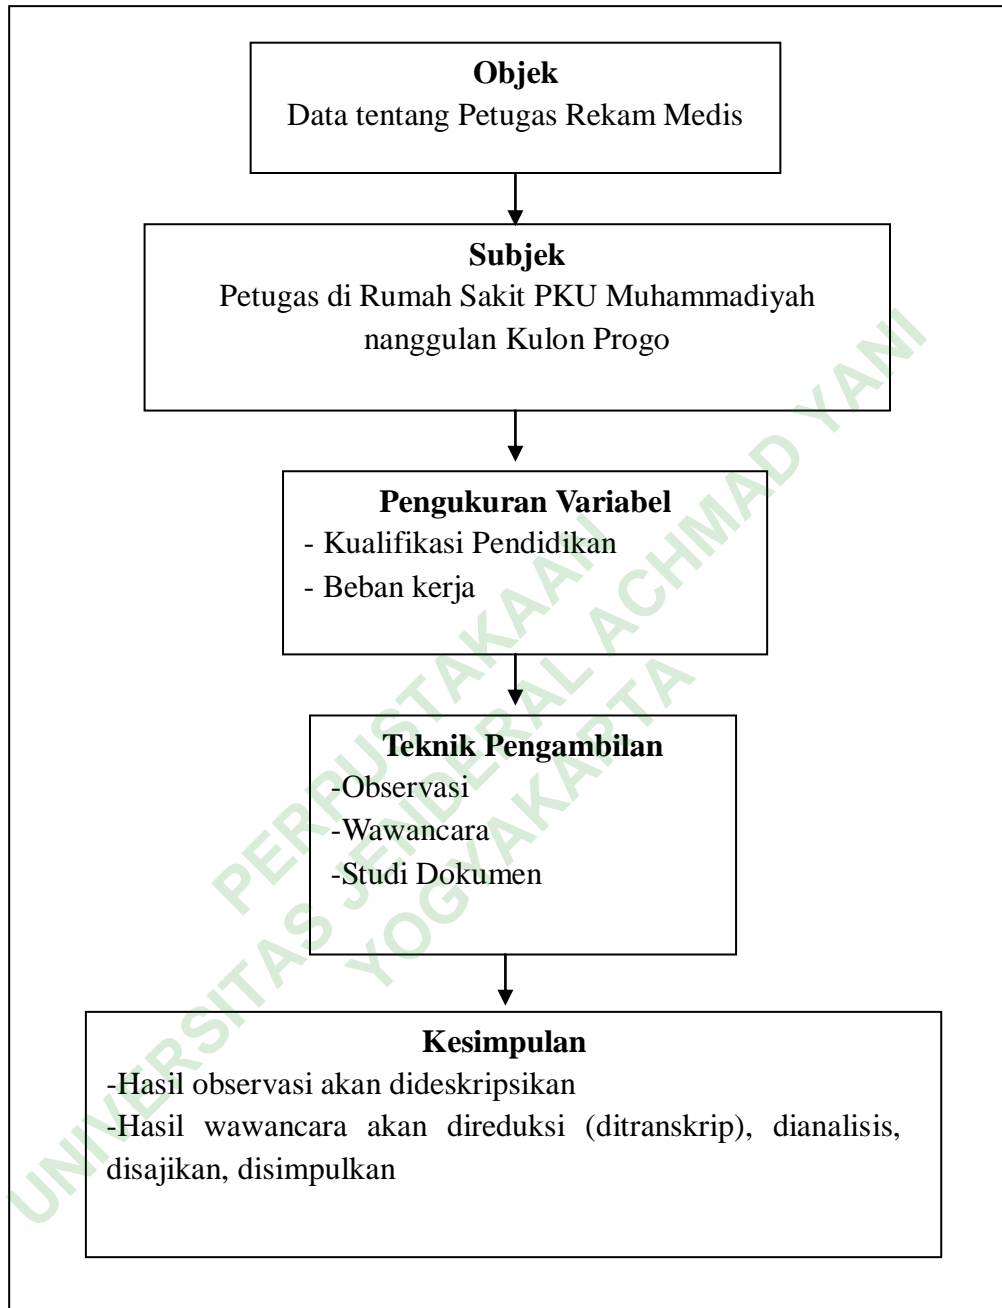 Objek
Data tentang Petugas Rekam Medis
Subjek
Petugas di Rumah Sakit PKU Muhammadiyah
nanggulan Kulon Progo
Pengukuran Variabel
- Kualifikasi Pendidikan
- Beban kerja
Teknik Pengambilan
-Observasi
-Wawancara
-Studi Dokumen
Kesimpulan
-Hasil observasi akan dideskripsikan
-Hasil wawancara akan direduksi (ditranskrip), dianalisis,
disajikan, disimpulkan
PERPUSTAKAAN
UNIVERSITAS JENDERAL ACHMAD YANI
YOGYAKARTA